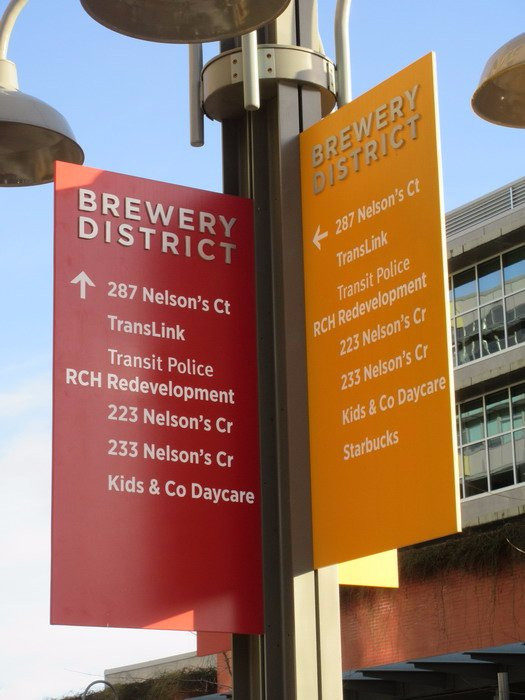 BREWERY
DISTRICT
↑ 287 Nelson's Ct
TransLink
Transit Police
RCH Redevelopment
223 Nelson's Cr
233 Nelson's Cr
Kids & Co Daycare
BREWERY
DISTRICT
← 287 Nelson's Ct
TransLink
Transit Police
RCH Redevelopment
223 Nelson's Cr
233 Nelson's Cr
Kids & Co Daycare
Starbucks